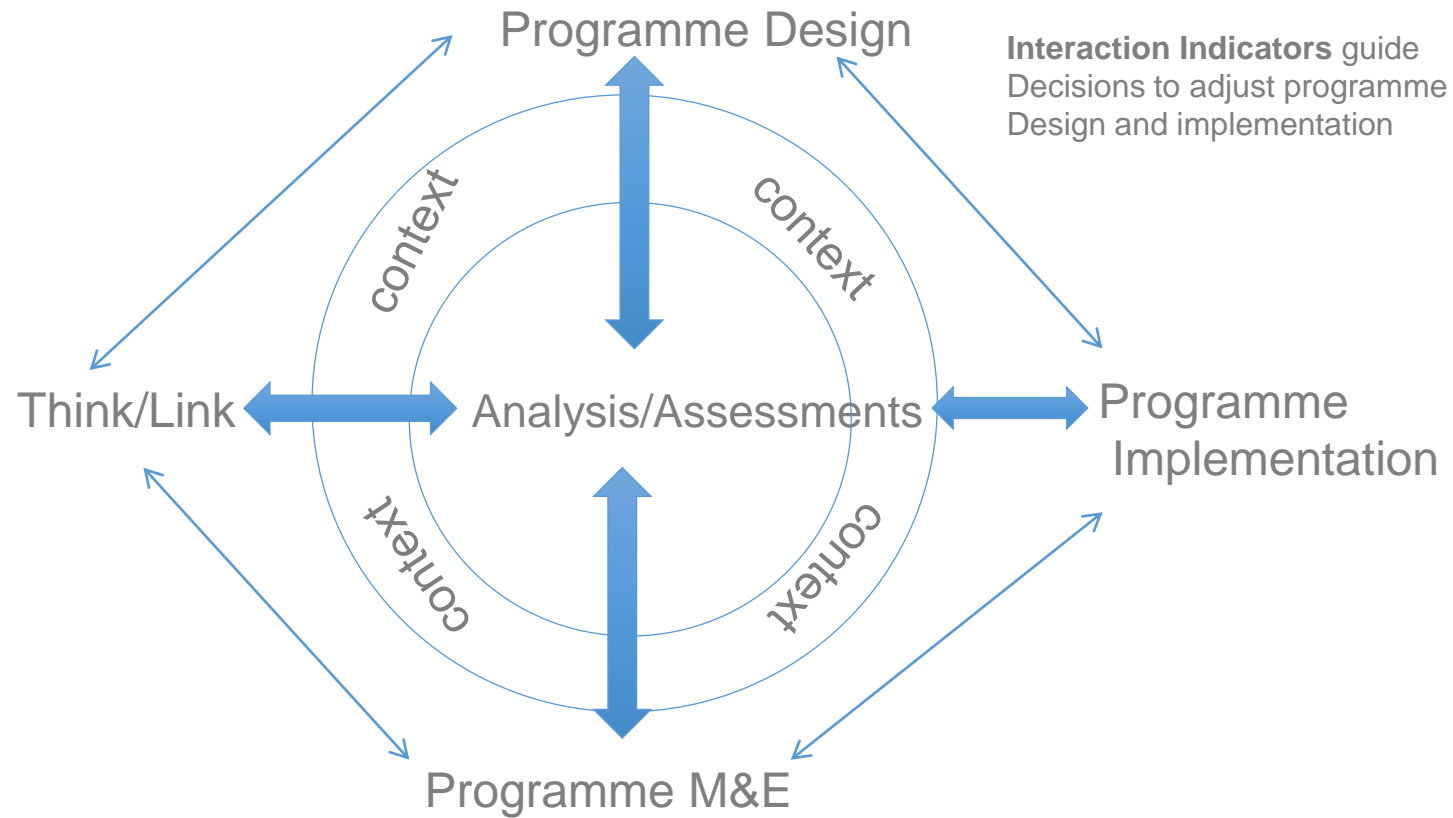 Programme Design
Interaction Indicators guide
Decisions to adjust programme
Design and implementation
context
context
Think/Link
Analysis/Assessments
Programme
Implementation
context
context
Programme M&E